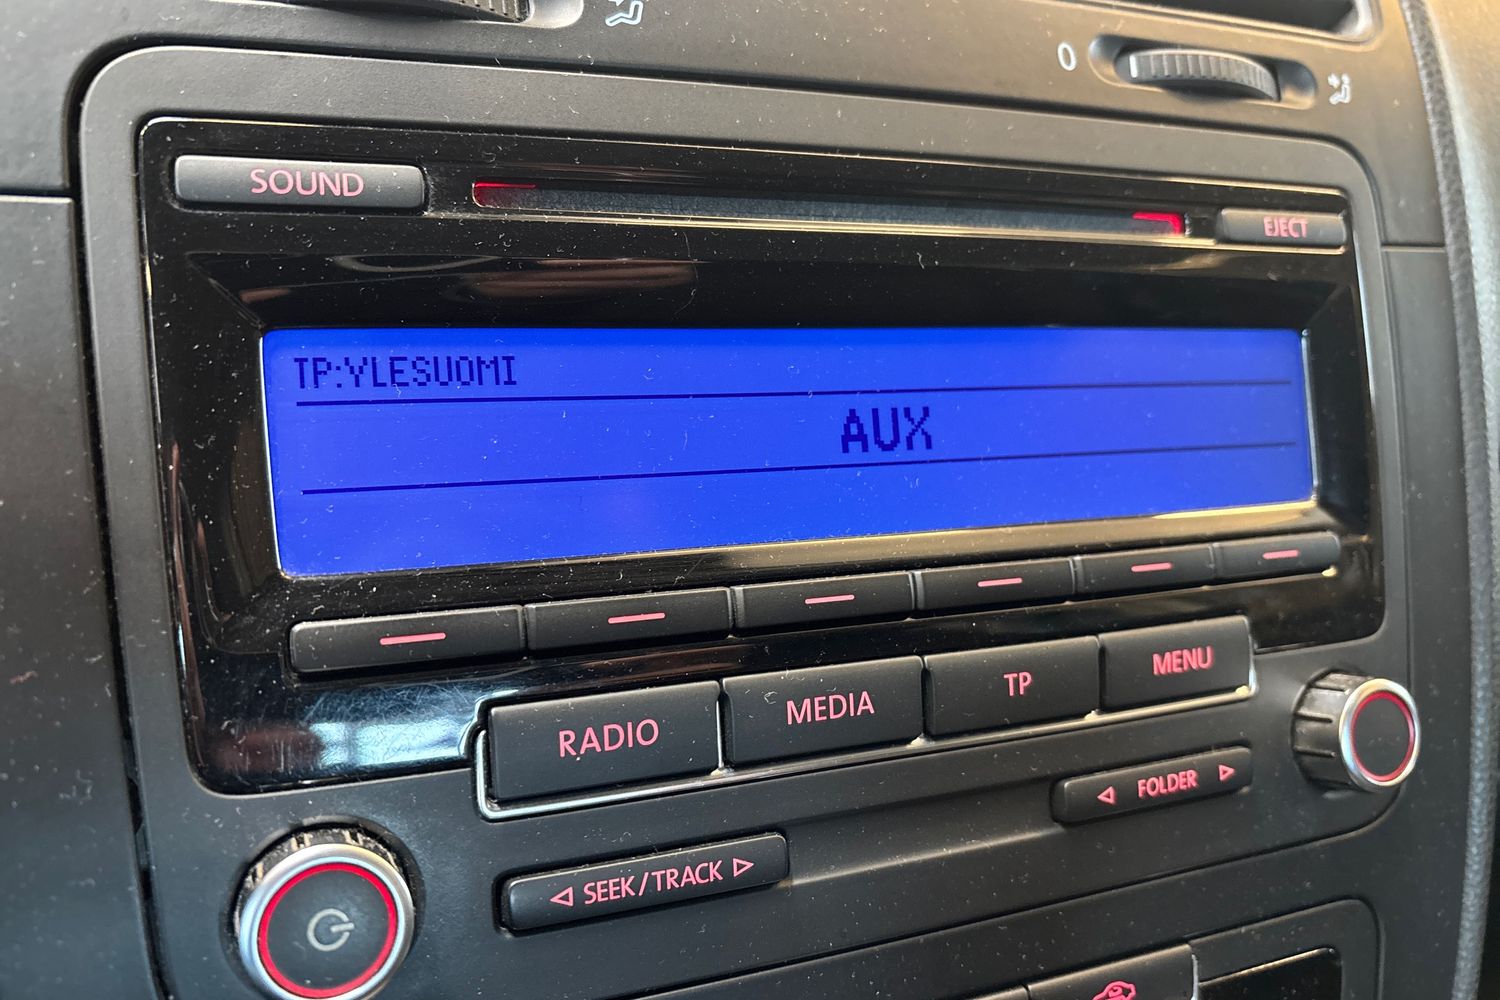 0
SOUND
EJECT
TP:YLESUOMI
AUX
RADIO
MEDIA
TP
MENU
FOLDER
SEEK/TRACK